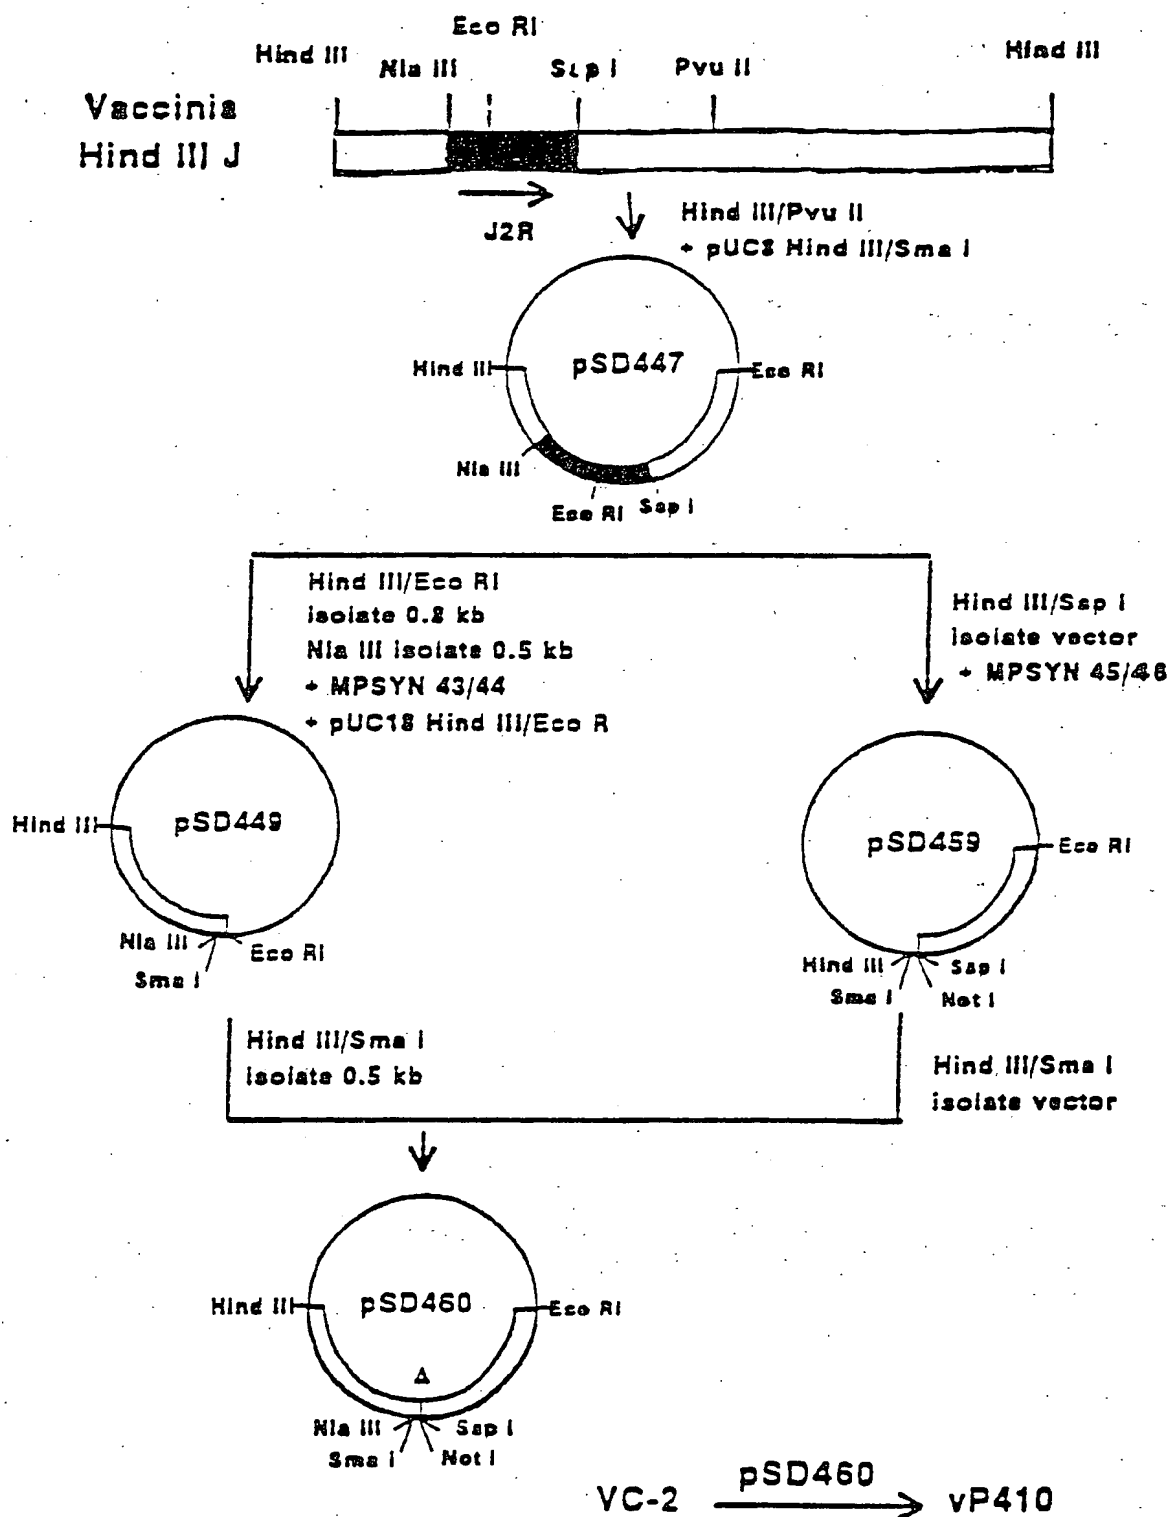 Eco RI
Hind III
Nla III
Ssp I
Pvu II
Hind III
Vaccinia
Hind III J
J2R
Hind III/Pvu II
+ pUC8 Hind III/Sma I
pSD447
Hind III
Eco RI
Nla III
Eco RI
Ssp I
Hind III/Eco RI
isolate 0.8 kb
Nla III isolate 0.5 kb
+ MPSYN 43/44
+ pUC18 Hind III/Eco R
Hind III/Ssp I
isolate vector
+ MPSYN 45/46
pSD449
Hind III
Nla III
Eco RI
Sma I
pSD459
Eco RI
Hind III
Ssp I
Sma I
Not I
Hind III/Sma I
isolate 0.5 kb
Hind III/Sma I
isolate vector
pSD460
Hind III
Eco RI
Δ
Nla III
Ssp I
Sma I
Not I
pSD460
VC-2
vP410